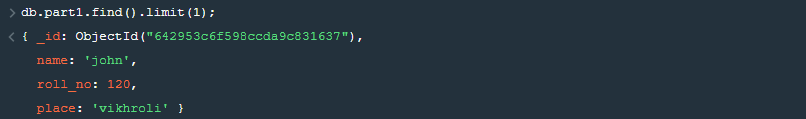 > db.part1.find().limit(1);
< { _id: ObjectId("642953c6f598ccda9c831637"),
name: 'john',
roll_no: 120,
place: 'vikhroli' }